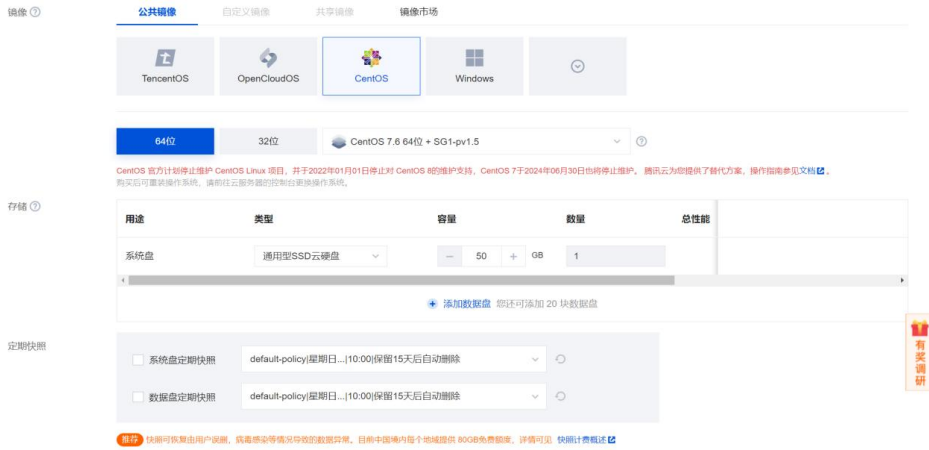 镜像
公共镜像 自定义镜像 共享镜像 镜像市场
TencentOS OpenCloudOS CentOS Windows
64位 32位 CentOS 7.6 64位 + SG1-pv1.5
CentOS 官方计划停止维护 CentOS Linux 项目，并于2022年01月01日停止对 CentOS 8的维护支持，CentOS 7于2024年06月30日也将停止维护。 腾讯云为您提供了替代方案，操作指南参见文档。
购买后可重装操作系统，请前往云服务器的控制台更换操作系统。
存储
用途 类型 容量 数量 总性能
系统盘 通用型SSD云硬盘 50 GB 1
添加数据盘 您还可添加 20 块数据盘
定期快照
系统盘定期快照 default-policy|星期日...|10:00|保留15天后自动删除
数据盘定期快照 default-policy|星期日...|10:00|保留15天后自动删除
推荐 快照可恢复由用户误删，病毒感染等情况导致的数据异常。目前中国境内每个地域提供 80GB免费额度，详情可见 快照计费概述
有奖调研